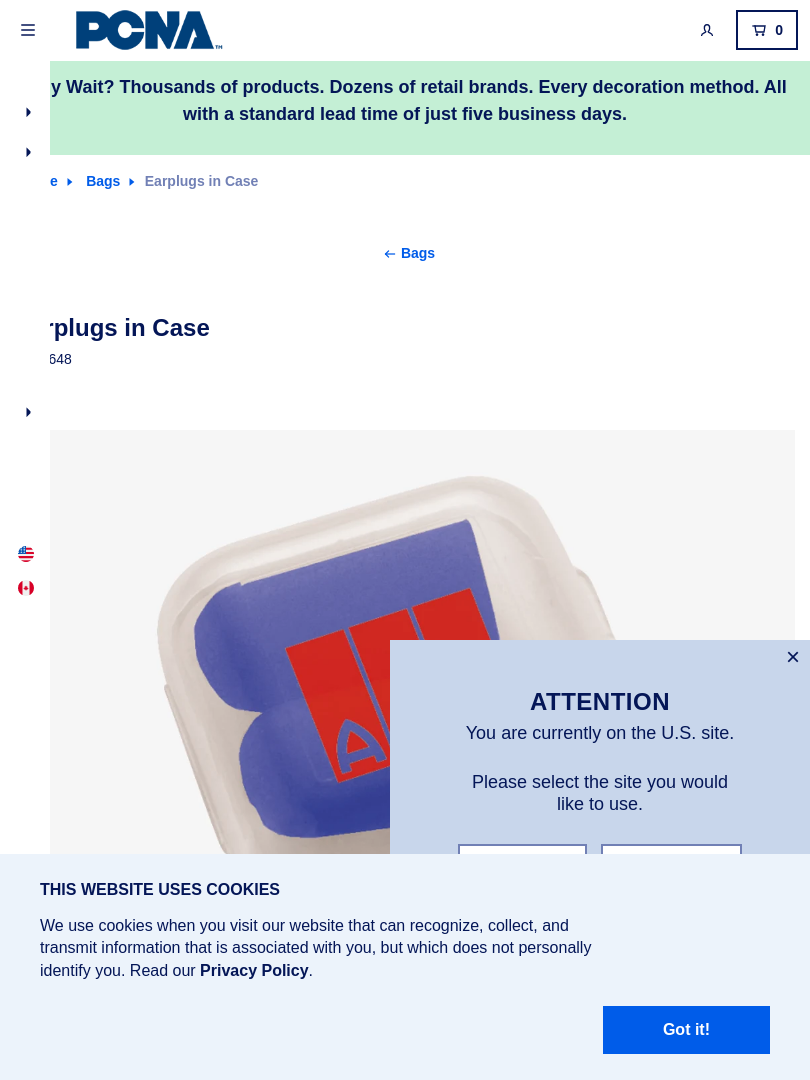 PCNA™
0
y Wait? Thousands of products. Dozens of retail brands. Every decoration method. All
with a standard lead time of just five business days.
e Bags Earplugs in Case
Bags
rplugs in Case
648
ATTENTION
You are currently on the U.S. site.
Please select the site you would
like to use.
THIS WEBSITE USES COOKIES
We use cookies when you visit our website that can recognize, collect, and
transmit information that is associated with you, but which does not personally
identify you. Read our Privacy Policy.
Got it!